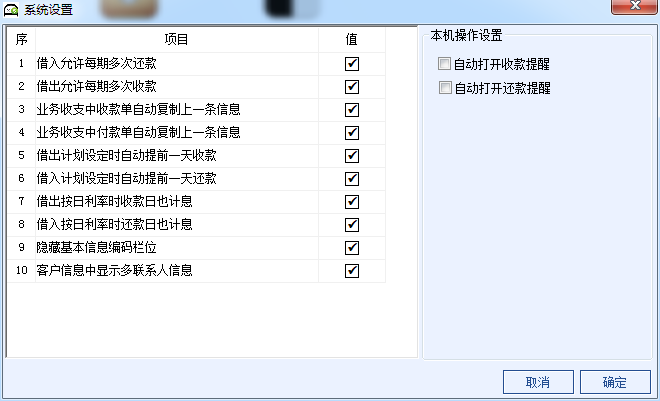 系统设置
序 项目 值
1 借入允许每期多次还款
2 借出允许每期多次收款
3 业务收支中收款单自动复制上一条信息
4 业务收支中付款单自动复制上一条信息
5 借出计划设定时自动提前一天收款
6 借入计划设定时自动提前一天还款
7 借出按日利率时收款日也计息
8 借入按日利率时还款日也计息
9 隐藏基本信息编码栏位
10 客户信息中显示多联系人信息
本机操作设置
自动打开收款提醒
自动打开还款提醒
取消 确定